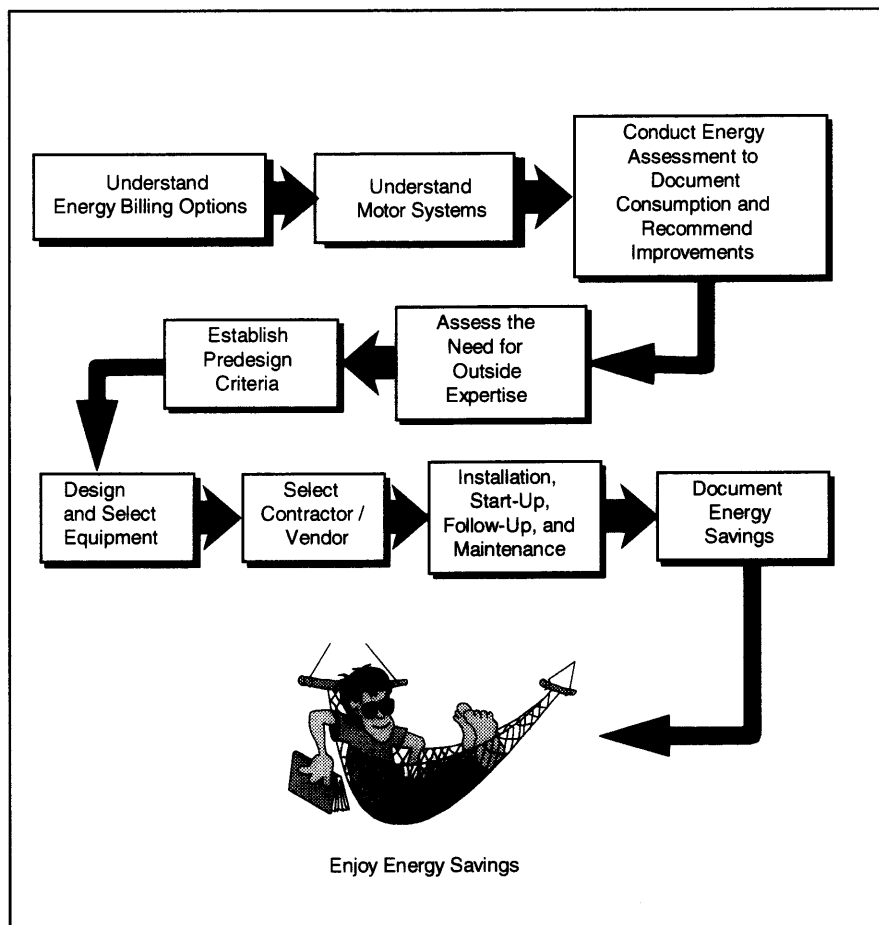 Understand
Energy Billing Options
Understand
Motor Systems
Conduct Energy
Assessment to
Document
Consumption and
Recommend
Improvements
Assess the
Need for
Outside
Expertise
Establish
Predesign
Criteria
Design
and Select
Equipment
Select
Contractor /
Vendor
Installation,
Start-Up,
Follow-Up, and
Maintenance
Document
Energy
Savings
Enjoy Energy Savings